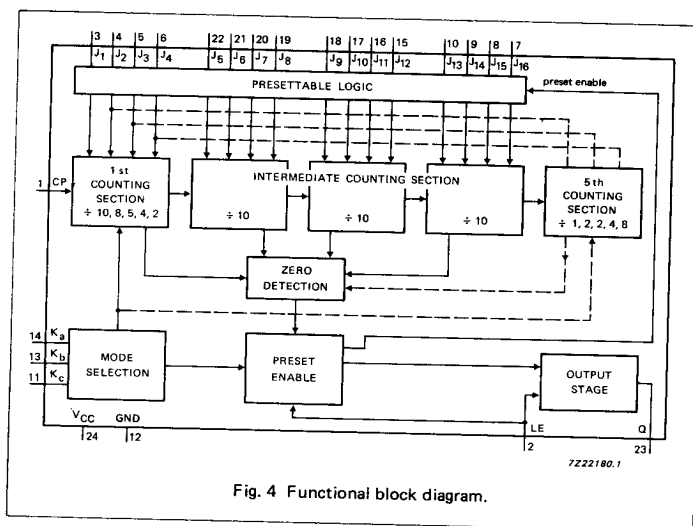 3 4 5 6 22 21 20 19 18 17 16 15 10 9 8 7
J1 J2 J3 J4 J5 J6 J7 J8 J9 J10 J11 J12 J13 J14 J15 J16
PRESETTABLE LOGIC
preset enable
1 CP
1 st
COUNTING
SECTION
÷ 10, 8, 5, 4, 2
INTERMEDIATE COUNTING SECTION
÷ 10
÷ 10
÷ 10
5th
COUNTING
SECTION
÷ 1, 2, 2, 4, 8
ZERO
DETECTION
14 Ka
13 Kb
11 Kc
MODE
SELECTION
PRESET
ENABLE
OUTPUT
STAGE
VCC GND
24 12
LE Q
2 23
7Z22180.1
Fig. 4 Functional block diagram.